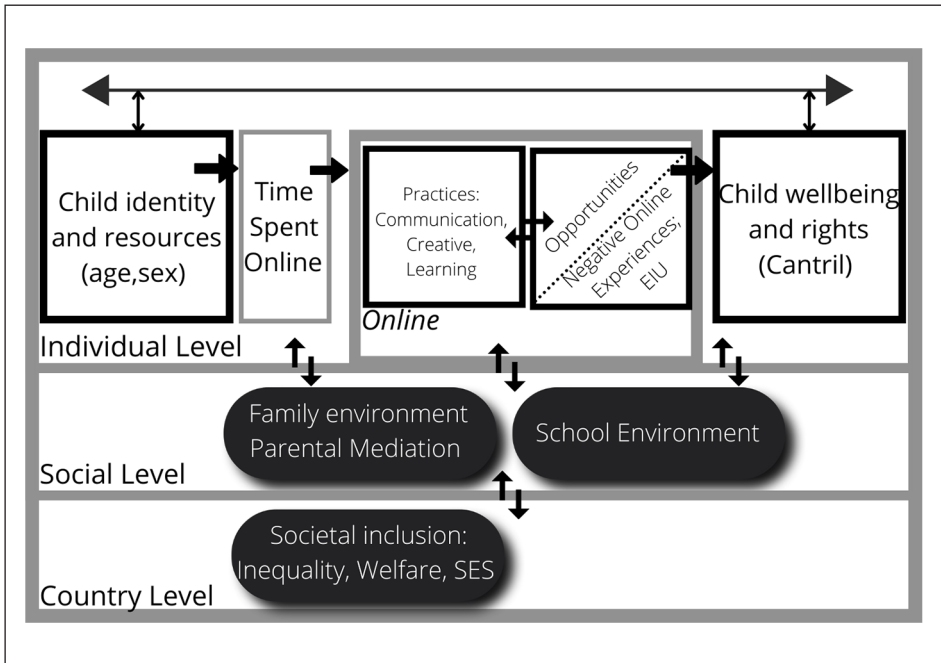 Child identity
and resources
(age,sex)
Time
Spent
Online
Practices:
Communication,
Creative,
Learning
Opportunities
Negative Online
Experiences;
EIU
Online
Child wellbeing
and rights
(Cantril)
Individual Level
Family environment
Parental Mediation
School Environment
Social Level
Societal inclusion:
Inequality, Welfare, SES
Country Level